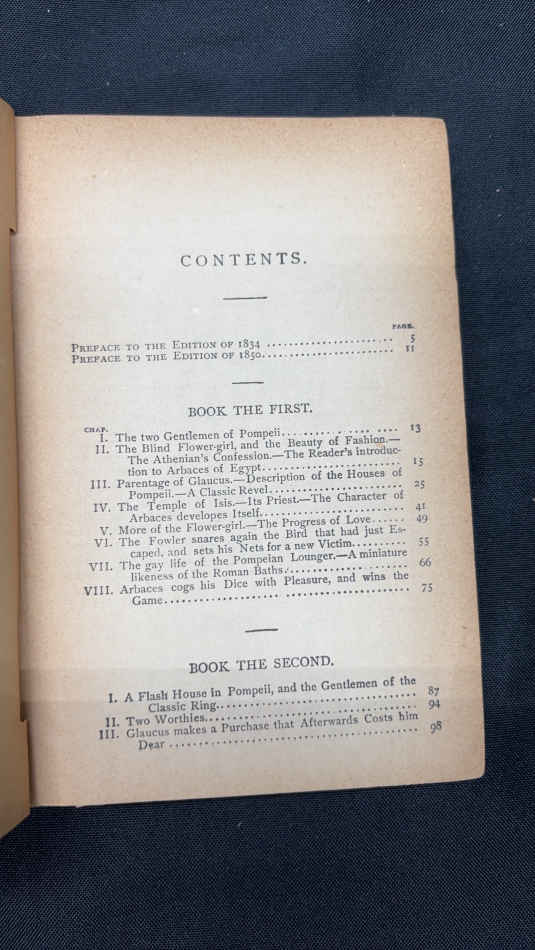 CONTENTS.
PAGE.
PREFACE TO THE EDITION OF 1834 ........................ 5
PREFACE TO THE EDITION OF 1850........................ 11
BOOK THE FIRST.
CHAP.
I. The two Gentlemen of Pompeii......... . .... .... 13
II. The Blind Flower-girl, and the Beauty of Fashion.—
The Athenian's Confession.—The Reader's Introduc-
tion to Arbaces of Egypt......................... 15
III. Parentage of Glaucus.—Description of the Houses of
Pompeii.—A Classic Revel........................ 25
IV. The Temple of Isis.—Its Priest.—The Character of
Arbaces developes Itself......................... 41
V. More of the Flower-girl.—The Progress of Love...... 49
VI. The Fowler snares again the Bird that had just Es-
caped, and sets his Nets for a new Victim.......... 55
VII. The gay life of the Pompeian Lounger.—A miniature
likeness of the Roman Baths...................... 66
VIII. Arbaces cogs his Dice with Pleasure, and wins the
Game.................... ...................... 75
BOOK THE SECOND.
I. A Flash House in Pompeii, and the Gentlemen of the
Classic Ring.................................... 87
II. Two Worthies.................................... 94
III. Glaucus makes a Purchase that Afterwards Costs him
Dear ........................................... 98